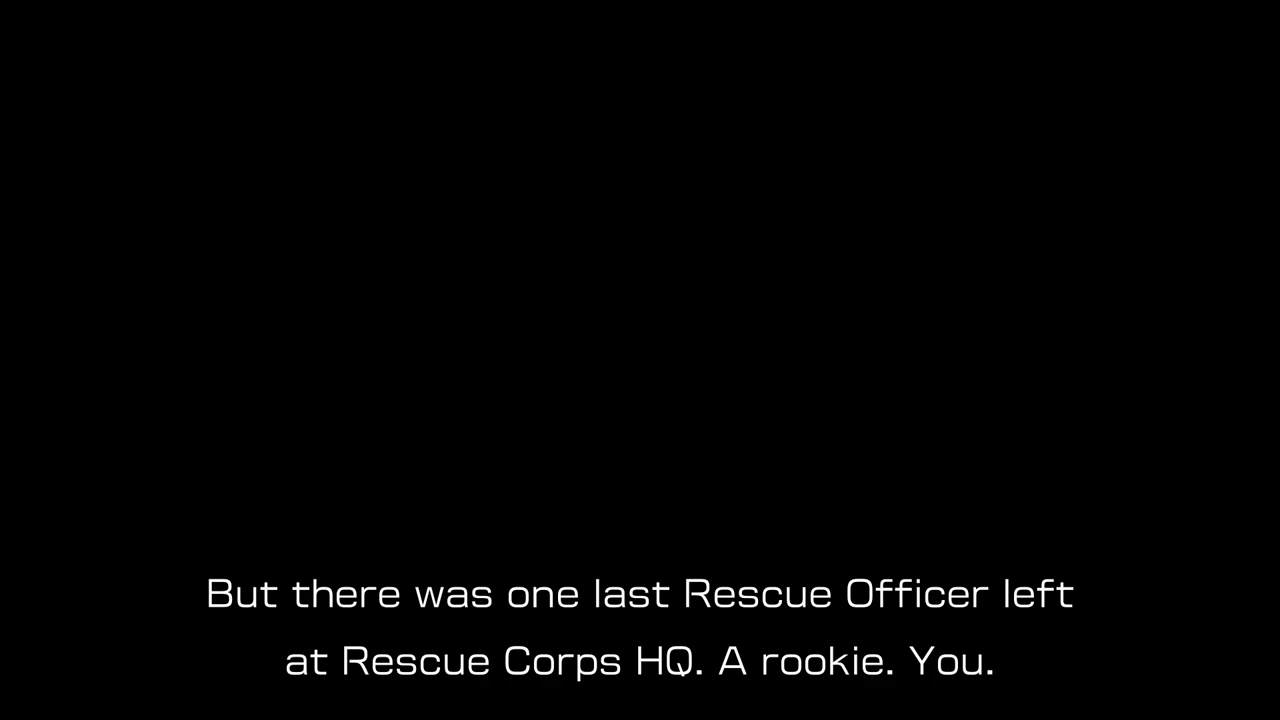 But there was one last Rescue Officer left
at Rescue Corps HQ. A rookie. You.